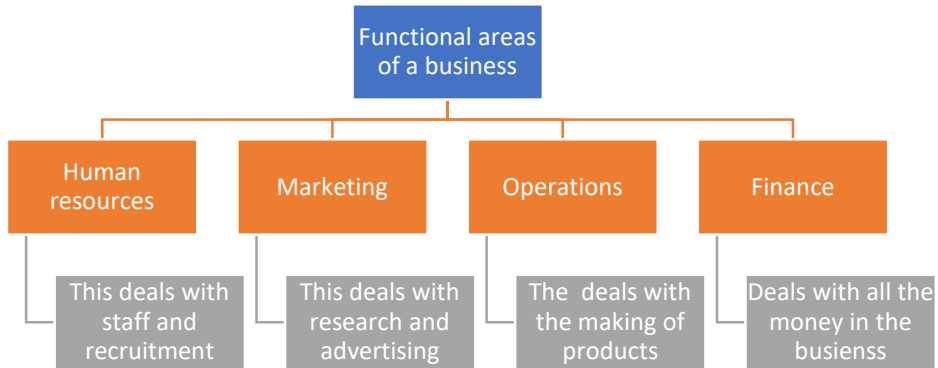 Functional areas
of a business
Human
resources
Marketing
Operations
Finance
This deals with
staff and
recruitment
This deals with
research and
advertising
The deals with
the making of
products
Deals with all the
money in the
busienss